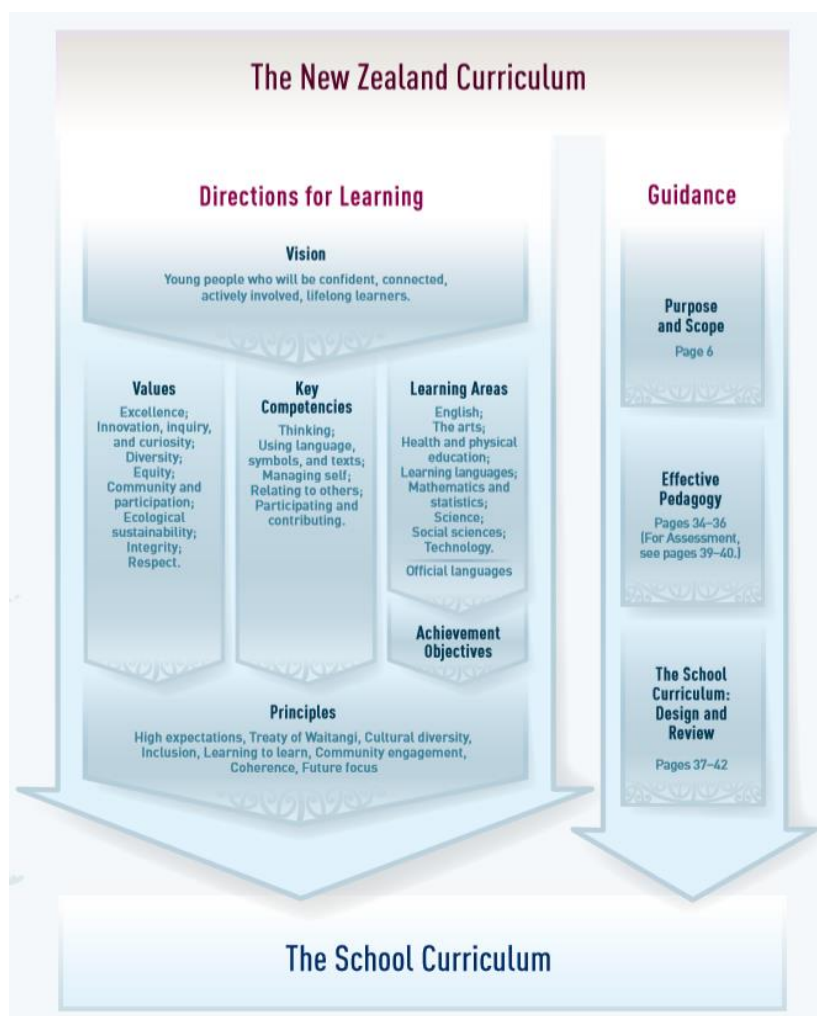 The New Zealand Curriculum
Directions for Learning
Vision
Young people who will be confident, connected,
actively involved, lifelong learners.
Values
Excellence;
Innovation, inquiry,
and curiosity;
Diversity;
Equity;
Community and
participation;
Ecological
sustainability;
Integrity;
Respect.
Key
Competencies
Thinking;
Using language,
symbols, and texts;
Managing self;
Relating to others;
Participating and
contributing.
Learning Areas
English;
The arts;
Health and physical
education;
Learning languages;
Mathematics and
statistics;
Science;
Social sciences;
Technology.
Official languages
Achievement
Objectives
Principles
High expectations, Treaty of Waitangi, Cultural diversity,
Inclusion, Learning to learn, Community engagement,
Coherence, Future focus
Guidance
Purpose
and Scope
Page 6
Effective
Pedagogy
Pages 34–36
(For Assessment,
see pages 39–40.)
The School
Curriculum:
Design and
Review
Pages 37–42
The School Curriculum